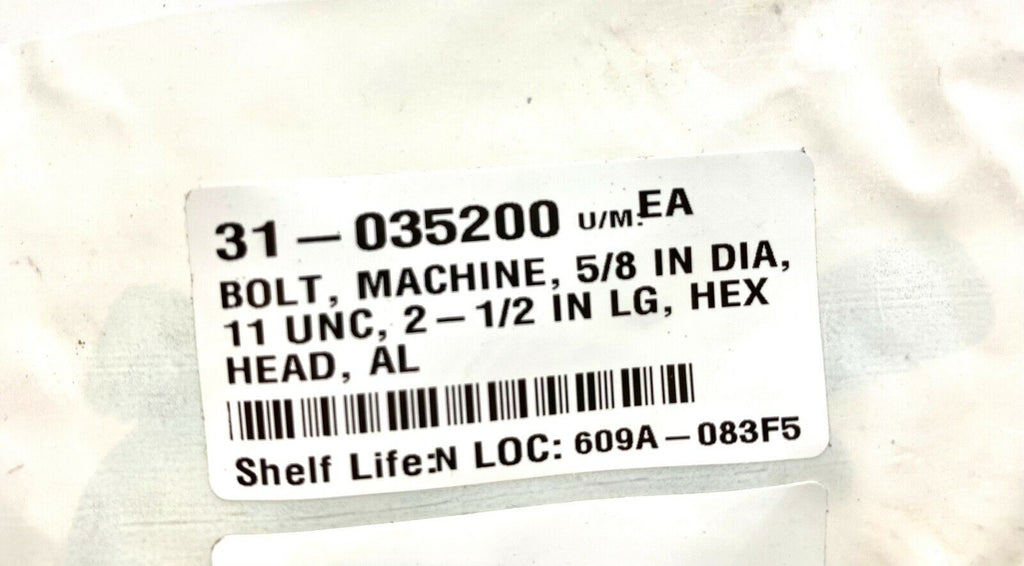 31-035200 U/M:EA
BOLT, MACHINE, 5/8 IN DIA,
11 UNC, 2-1/2 IN LG, HEX
HEAD, AL
Shelf Life:N LOC: 609A-083F5